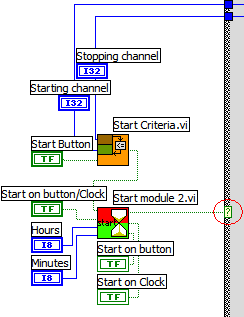 Stopping channel
I32
Starting channel
I32
Start Button
Start Criteria.vi
TF
Start on button/Clock
Start module 2.vi
TF
start
?
Hours
I8
Start on button
Minutes
TF
I8
Start on Clock
TF